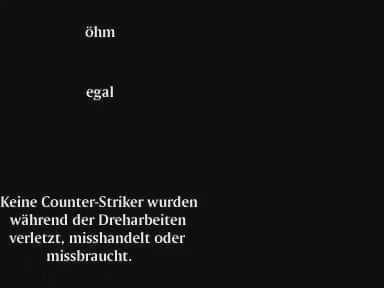 öhm
egal
Keine Counter-Striker wurden
während der Dreharbeiten
verletzt, misshandelt oder
missbraucht.